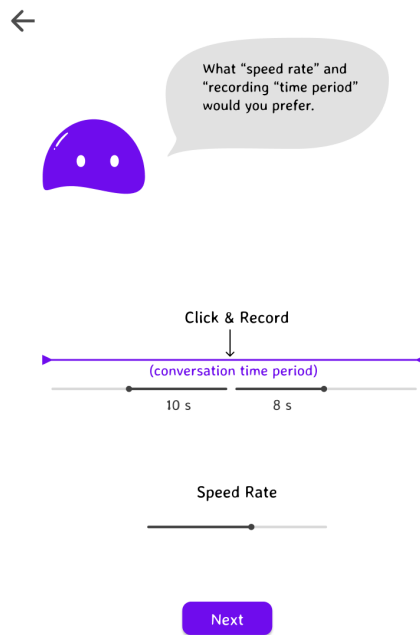 What “speed rate” and
“recording “time period”
would you prefer.
Click & Record
(conversation time period)
10 s 8 s
Speed Rate
Next